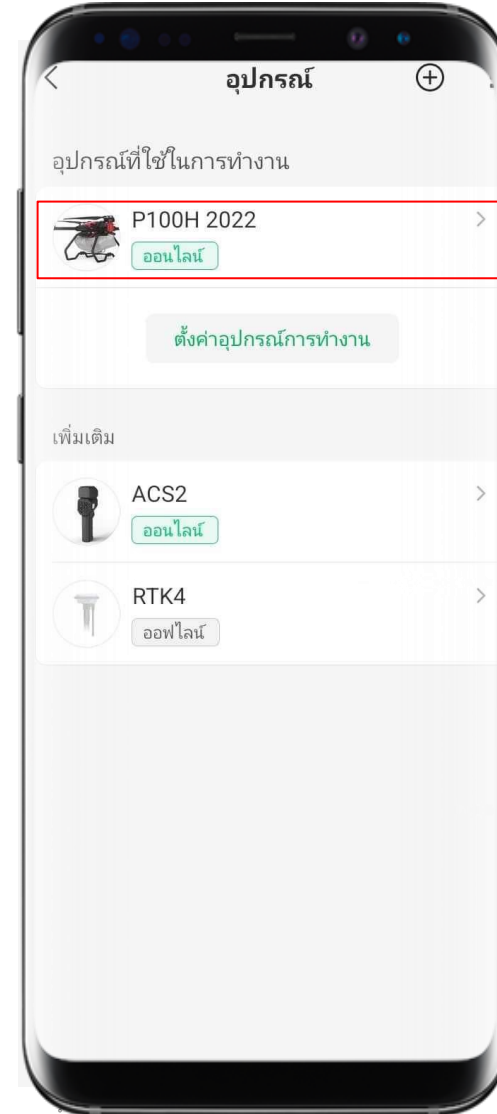 อุปกรณ์
อุปกรณ์ที่ใช้ในการทำงาน
P100H 2022
ออนไลน์
ตั้งค่าอุปกรณ์การทำงาน
เพิ่มเติม
ACS2
ออนไลน์
RTK4
ออฟไลน์